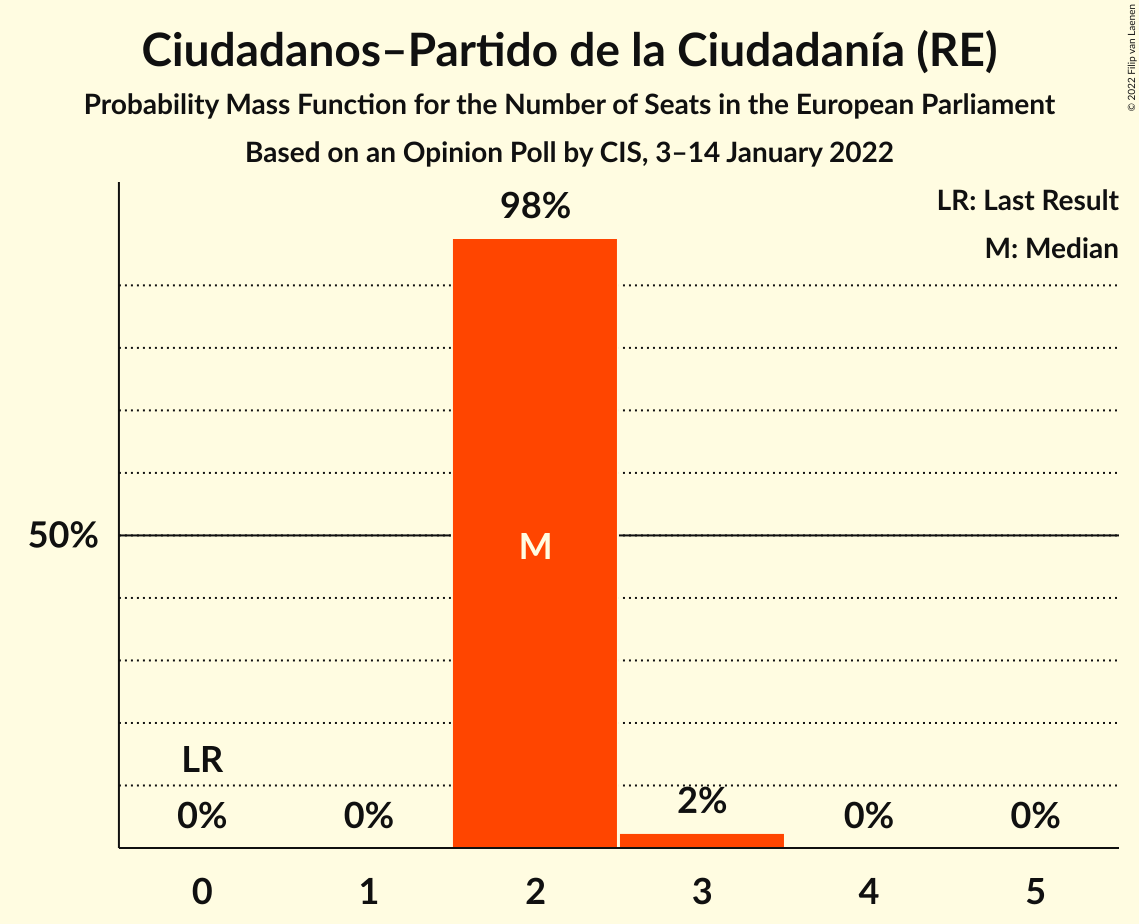 Ciudadanos–Partido de la Ciudadanía (RE)
Probability Mass Function for the Number of Seats in the European Parliament
Based on an Opinion Poll by CIS, 3–14 January 2022
© 2022 Filip van Laenen
LR: Last Result
M: Median
98%
50%
M
LR
0%
0%
2%
0%
0%
0
1
2
3
4
5